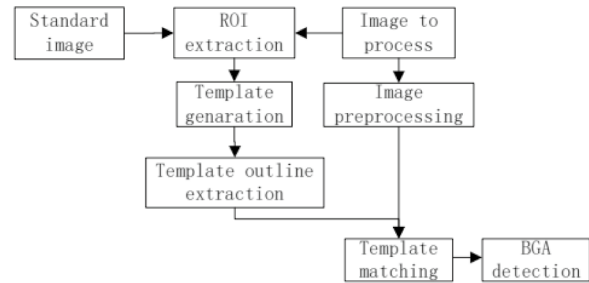 Standard
image
ROI
extraction
Image to
process
Template
genaration
Image
preprocessing
Template outline
extraction
Template
matching
BGA
detection